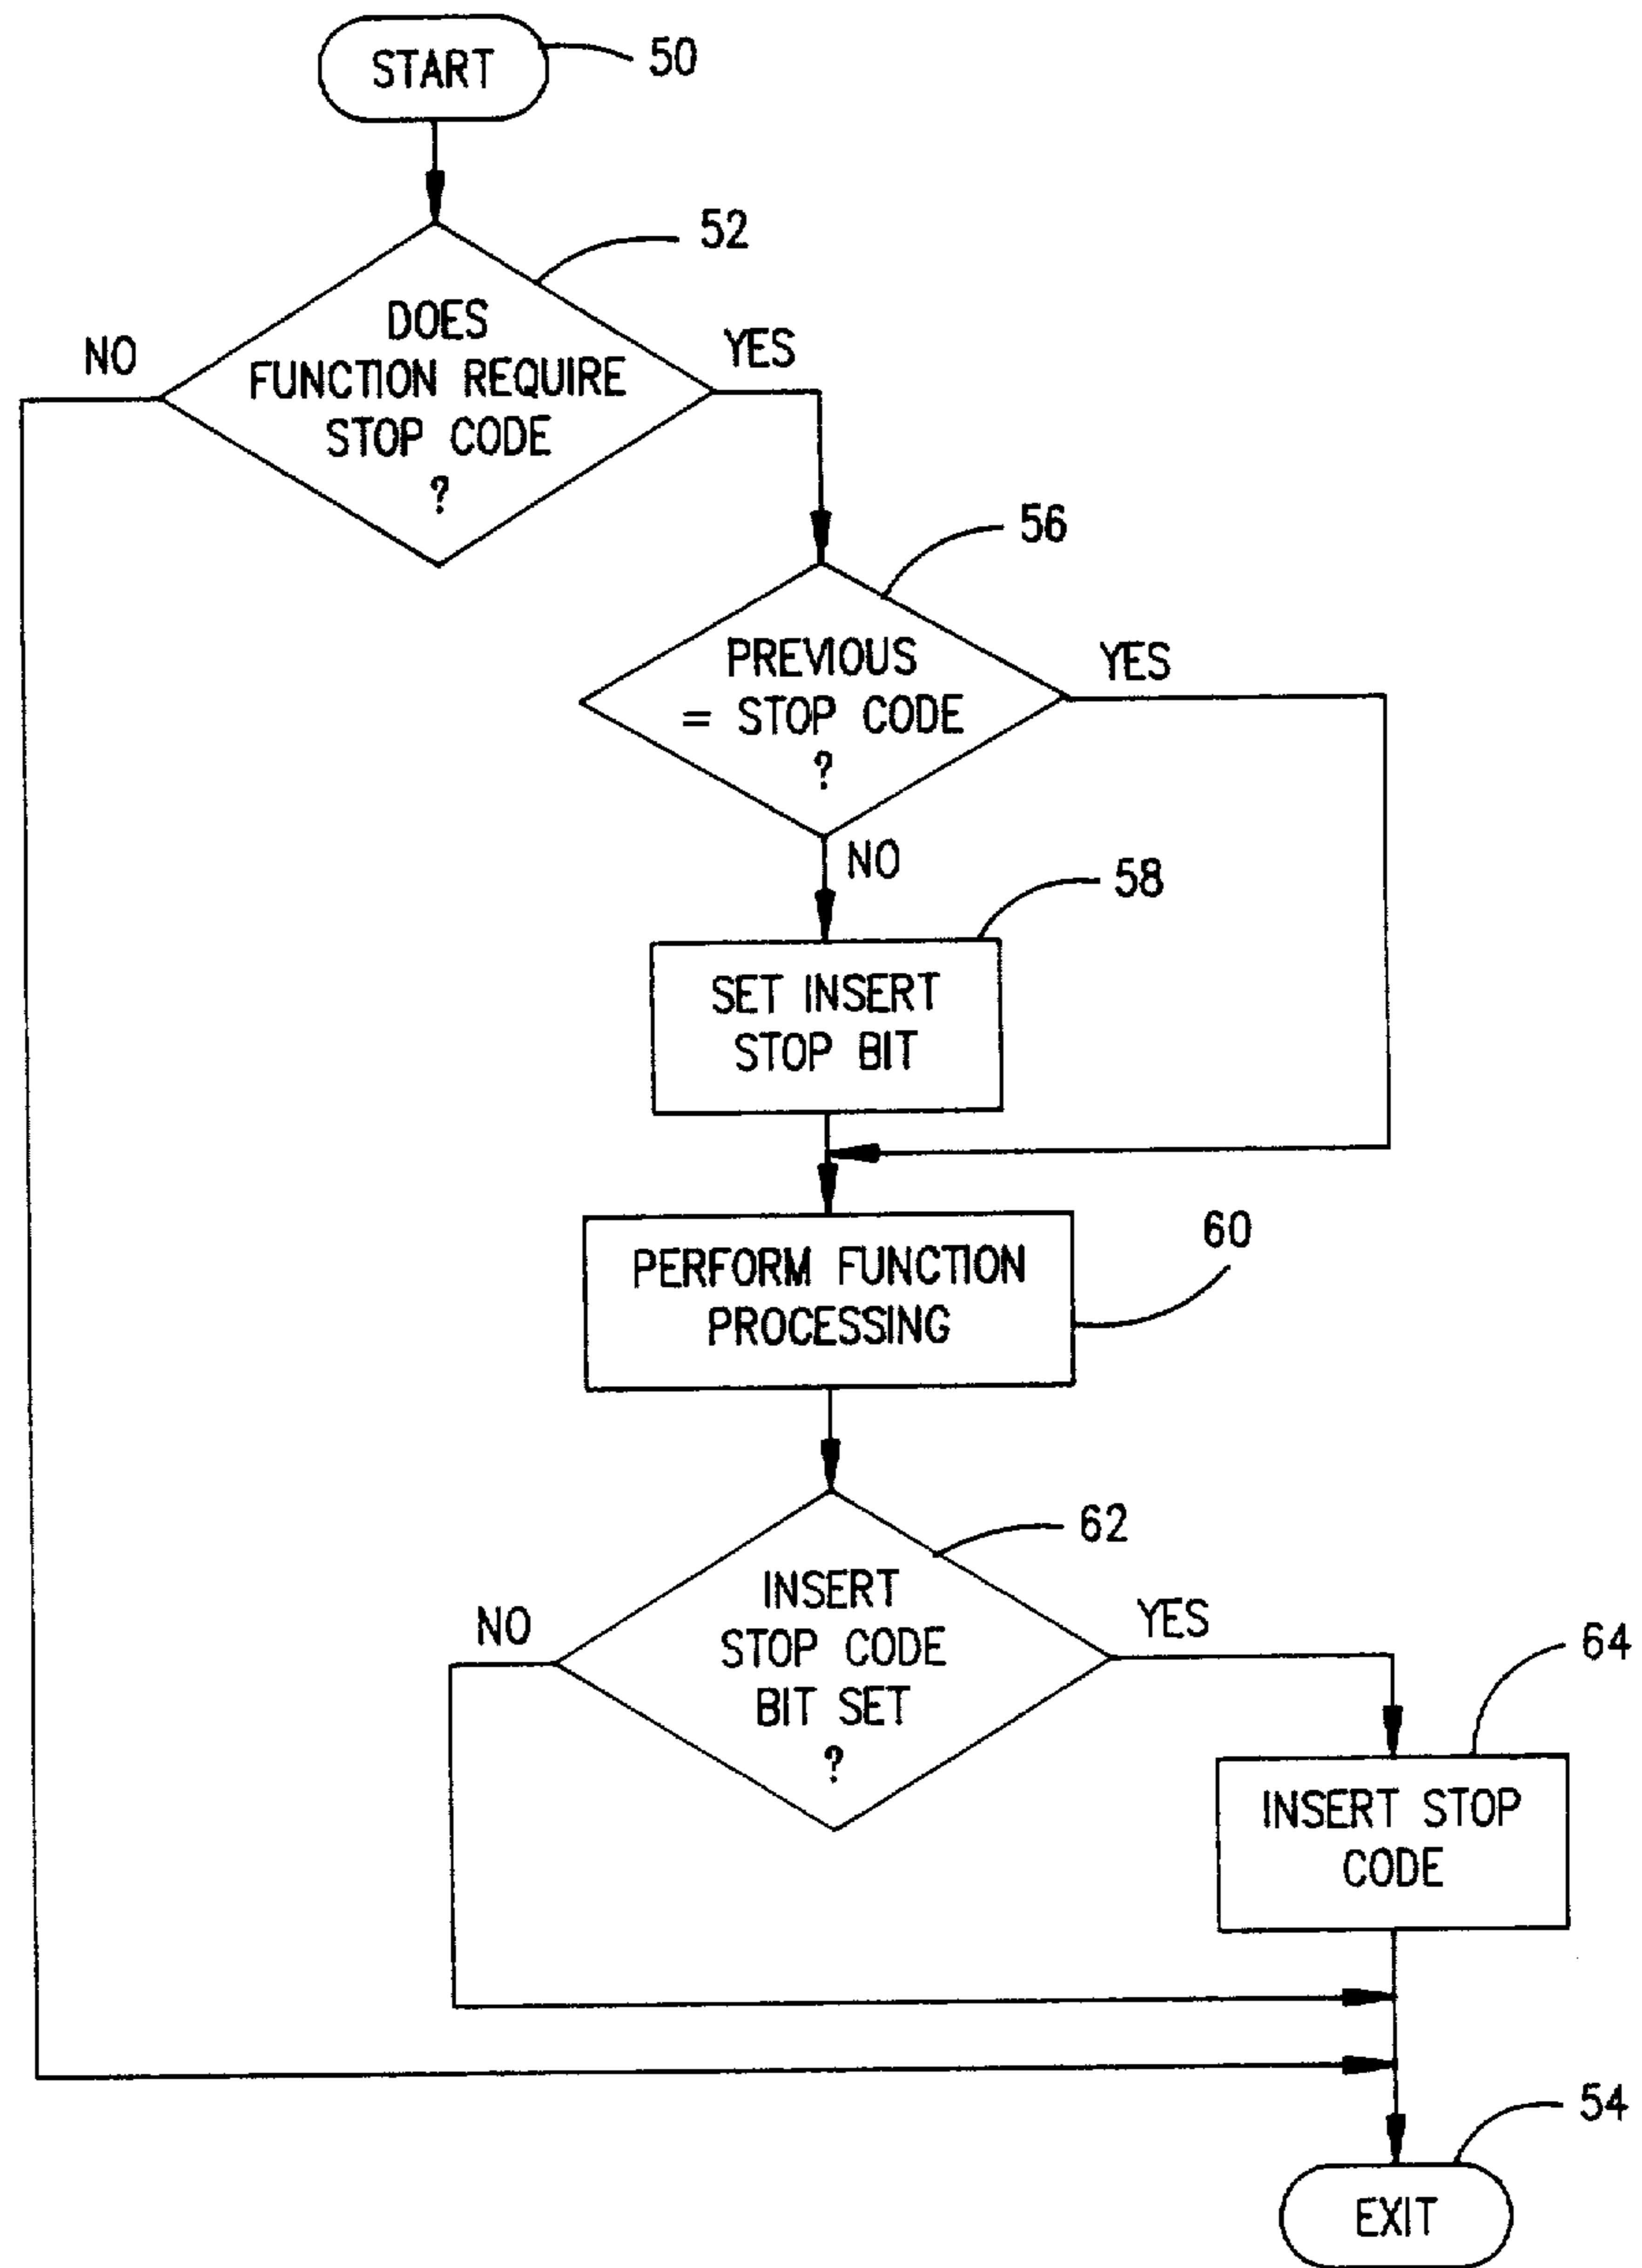 START
50
52
DOES
FUNCTION REQUIRE
STOP CODE
?
NO
YES
56
PREVIOUS
= STOP CODE
?
YES
NO
58
SET INSERT
STOP BIT
60
PERFORM FUNCTION
PROCESSING
62
INSERT
STOP CODE
BIT SET
?
NO
YES
64
INSERT STOP
CODE
54
EXIT